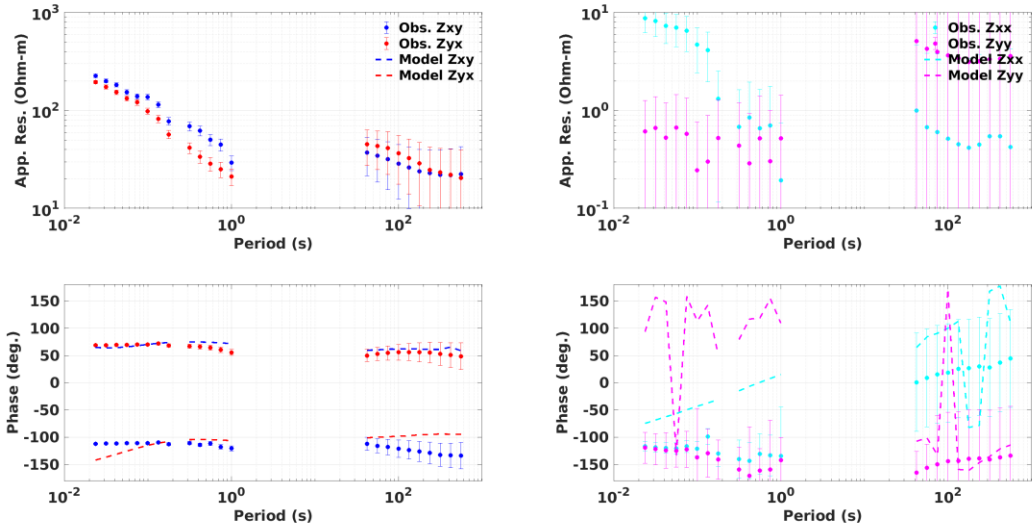 App. Res. (Ohm-m)
10^3
10^2
10^1
10^-2 10^0 10^2
Period (s)
Obs. Zxy
Obs. Zyx
Model Zxy
Model Zyx
App. Res. (Ohm-m)
10^1
10^0
10^-1
10^-2 10^0 10^2
Period (s)
Obs. Zxx
Obs. Zyy
Model Zxx
Model Zyy
Phase (deg.)
150
100
50
0
-50
-100
-150
10^-2 10^0 10^2
Period (s)
Phase (deg.)
150
100
50
0
-50
-100
-150
10^-2 10^0 10^2
Period (s)